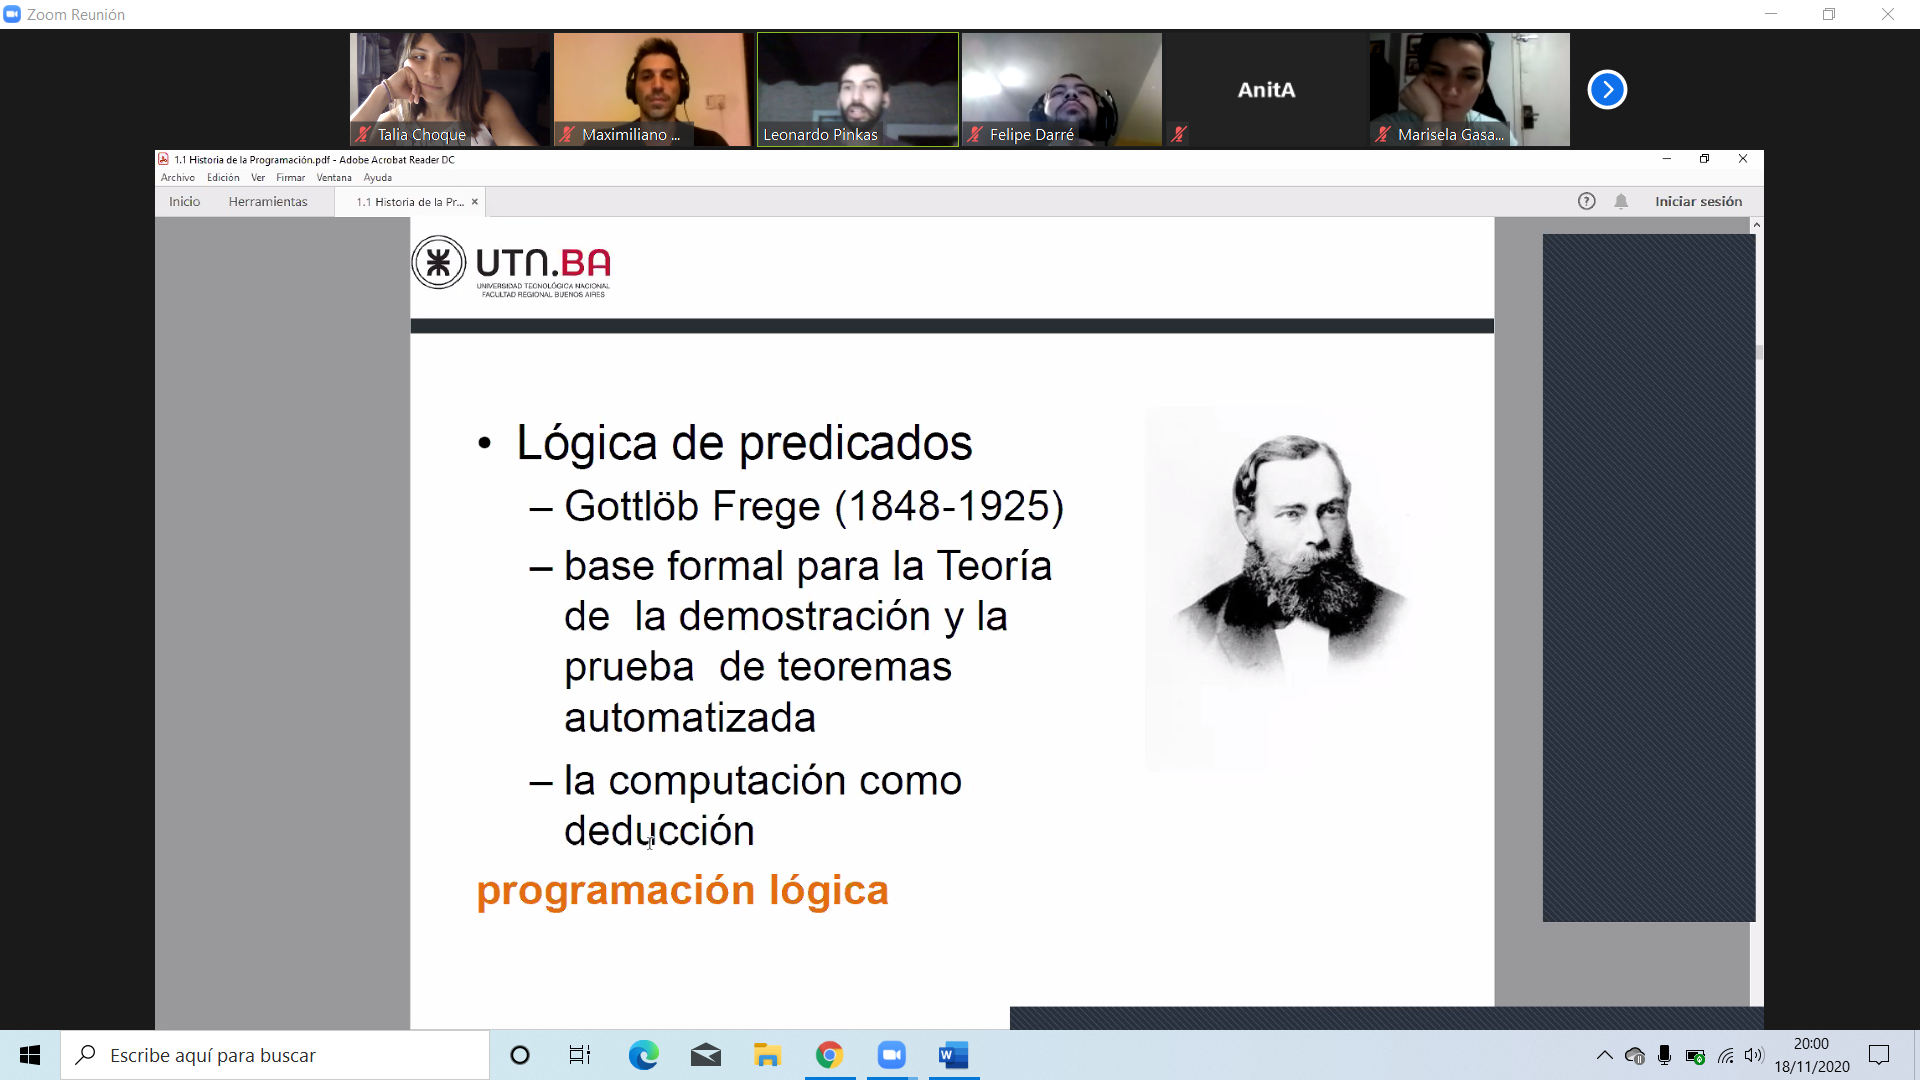 Zoom Reunión
Talia Choque
Maximiliano ...
Leonardo Pinkas
Felipe Darré
AnitA
Marisela Gasa...
1.1 Historia de la Programación.pdf - Adobe Acrobat Reader DC
Archivo Edición Ver Firmar Ventana Ayuda
Inicio Herramientas 1.1 Historia de la Pr... × Iniciar sesión
UTN.BA
UNIVERSIDAD TECNOLÓGICA NACIONAL
FACULTAD REGIONAL BUENOS AIRES
• Lógica de predicados
– Gottlöb Frege (1848-1925)
– base formal para la Teoría
de la demostración y la
prueba de teoremas
automatizada
– la computación como
deducción
programación lógica
Escribe aquí para buscar
20:00
18/11/2020